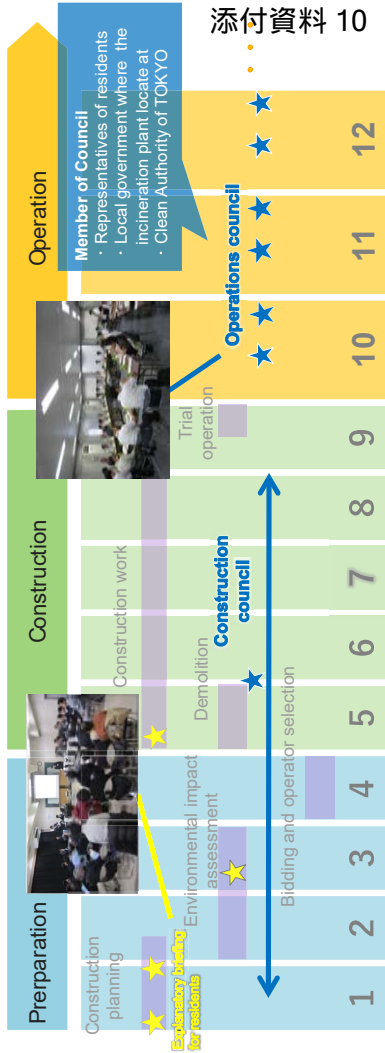 添付資料 10
Prerparation
Construction
Operation
Member of Council
・ Representatives of residents
・ Local government where the
incineration plant locate at
・ Clean Authority of TOKYO
Construction
planning
Explanatory briefing
for residents
Environmental impact
assessment
Bidding and operator selection
Construction work
Demolition
Construction
council
Trial
operation
Operations council
1
2
3
4
5
6
7
8
9
10
11
12